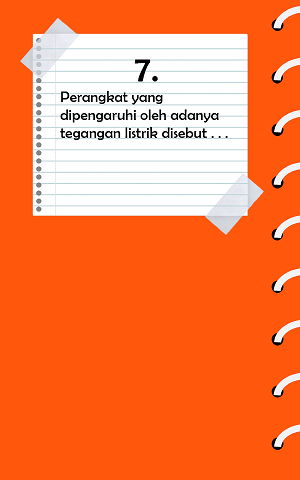 7.
Perangkat yang
dipengaruhi oleh adanya
tegangan listrik disebut . . .